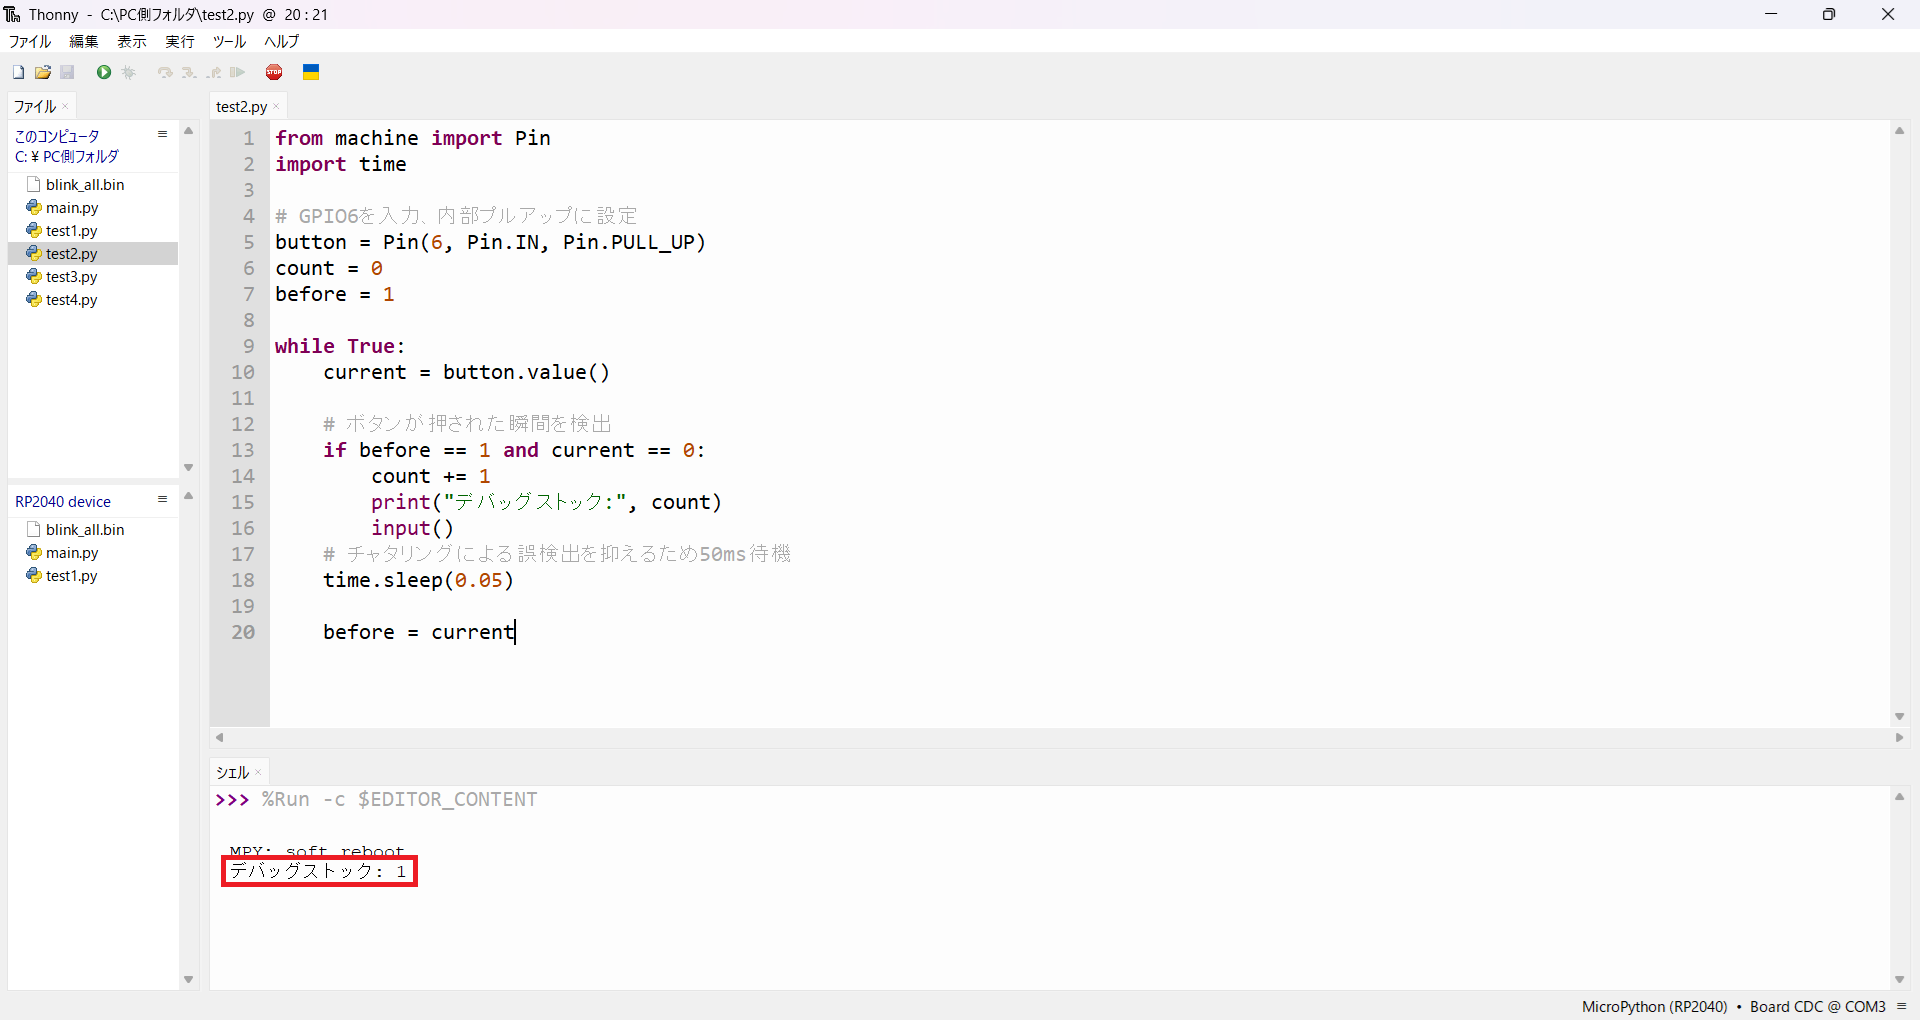 Thonny - C:\PC側フォルダ\test2.py @ 20 : 21
ファイル 編集 表示 実行 ツール ヘルプ
STOP
ファイル ×
このコンピュータ
C: ¥ PC側フォルダ
blink_all.bin
main.py
test1.py
test2.py
test3.py
test4.py
RP2040 device
blink_all.bin
main.py
test1.py
test2.py ×
1 from machine import Pin
2 import time
3
4 # GPIO6を入力、内部プルアップに設定
5 button = Pin(6, Pin.IN, Pin.PULL_UP)
6 count = 0
7 before = 1
8
9 while True:
10     current = button.value()
11
12     # ボタンが押された瞬間を検出
13     if before == 1 and current == 0:
14         count += 1
15         print("デバッグストック:", count)
16         input()
17     # チャタリングによる誤検出を抑えるため50ms待機
18     time.sleep(0.05)
19
20     before = current
シェル ×
>>> %Run -c $EDITOR_CONTENT
MPY: soft reboot
デバッグストック: 1
MicroPython (RP2040) • Board CDC @ COM3 ≡